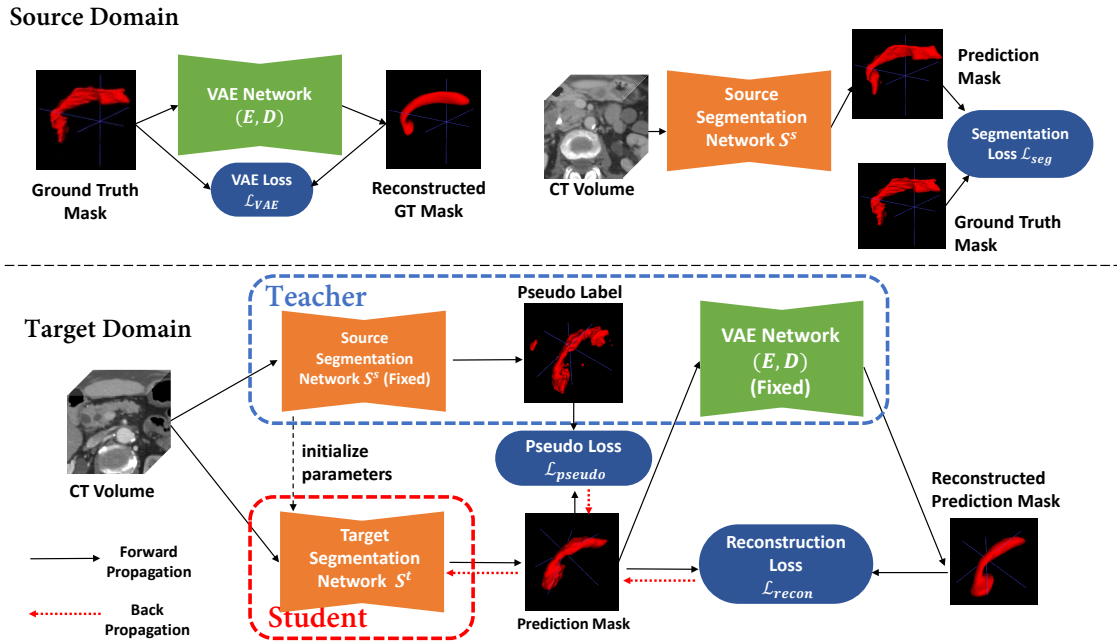 Source Domain
VAE Network
(E, D)
Ground Truth
Mask
VAE Loss
ℒ_VAE
Reconstructed
GT Mask
CT Volume
Source
Segmentation
Network S^s
Prediction
Mask
Segmentation
Loss ℒ_seg
Ground Truth
Mask
Target Domain
CT Volume
Teacher
Source
Segmentation
Network S^s (Fixed)
Pseudo Label
VAE Network
(E, D)
(Fixed)
initialize
parameters
Pseudo Loss
ℒ_pseudo
Target
Segmentation
Network S^t
Student
Prediction Mask
Reconstruction
Loss
ℒ_recon
Reconstructed
Prediction Mask
Forward
Propagation
Back
Propagation